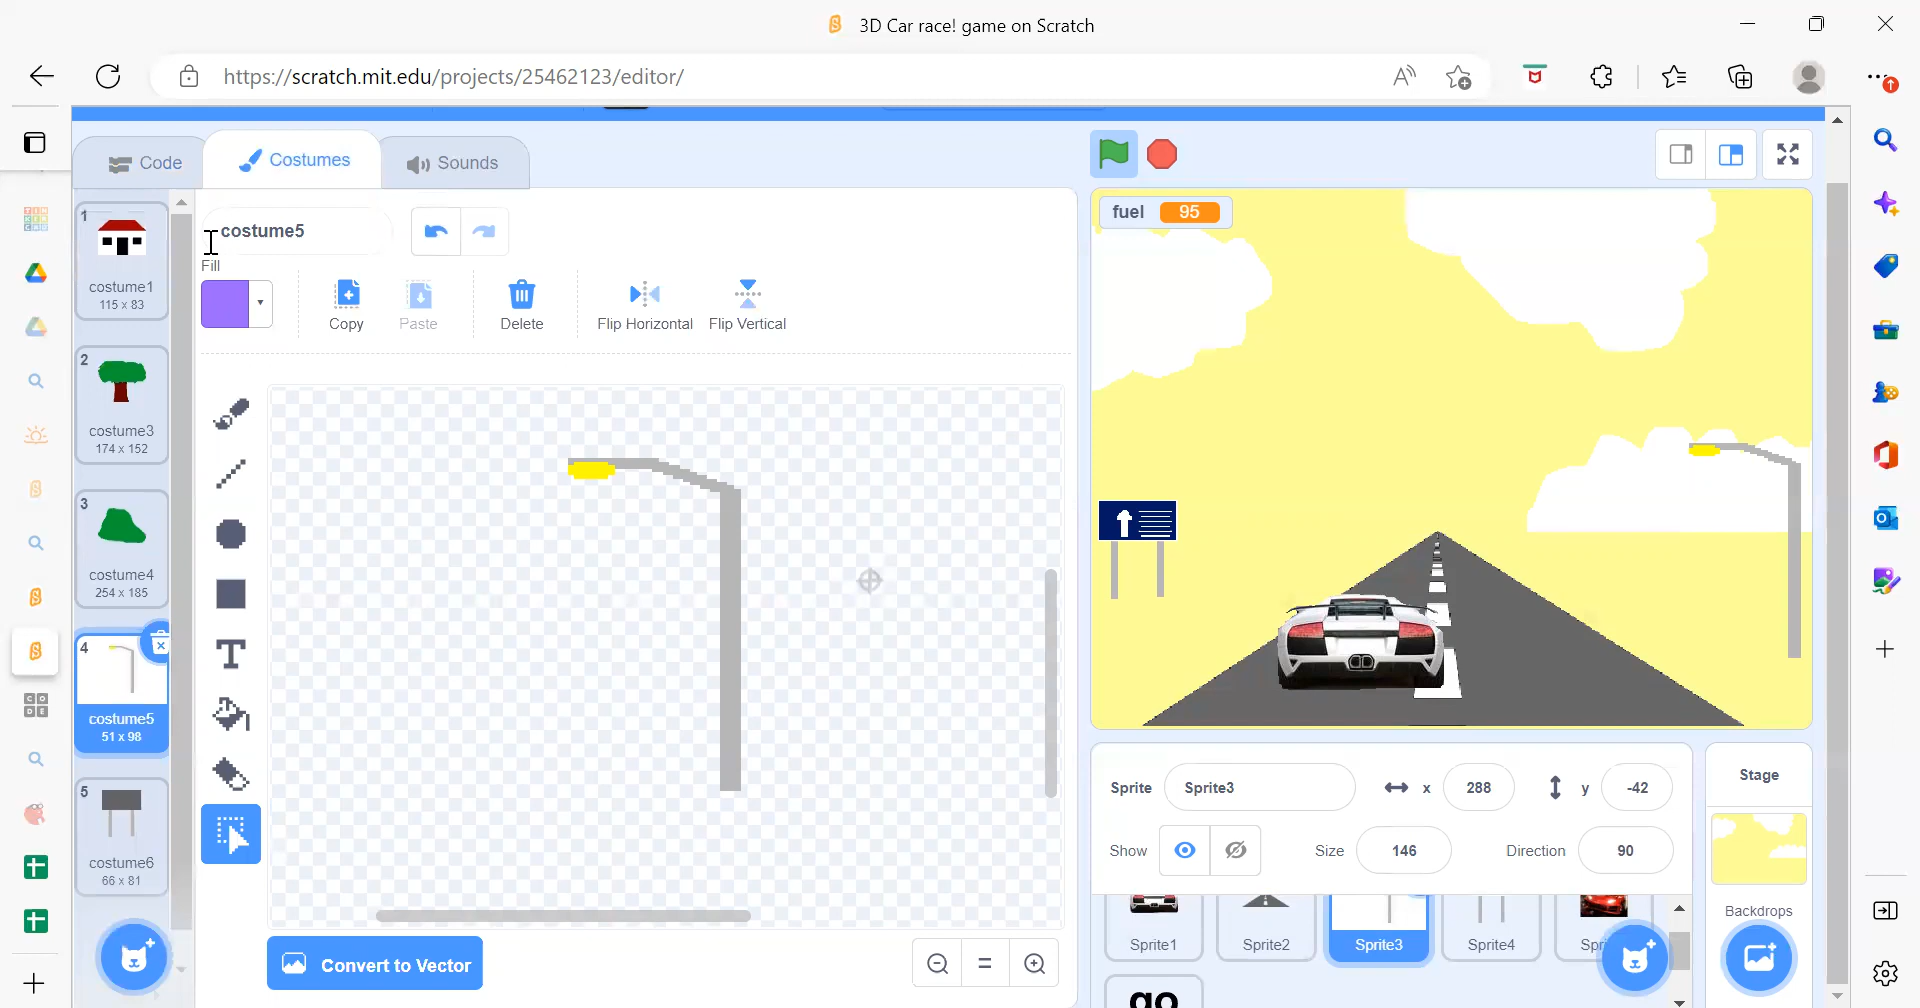 3D Car race! game on Scratch
https://scratch.mit.edu/projects/25462123/editor/
Code
Costumes
Sounds
1
costume1
115 x 83
2
costume3
174 x 152
3
costume4
254 x 185
4
costume5
51 x 98
5
costume6
66 x 81
costume5
Fill
Copy
Paste
Delete
Flip Horizontal
Flip Vertical
T
Convert to Vector
fuel 95
Sprite Sprite3 x 288 y -42
Show Size 146 Direction 90
Sprite1
Sprite2
Sprite3
Sprite4
Spri
go
Stage
Backdrops